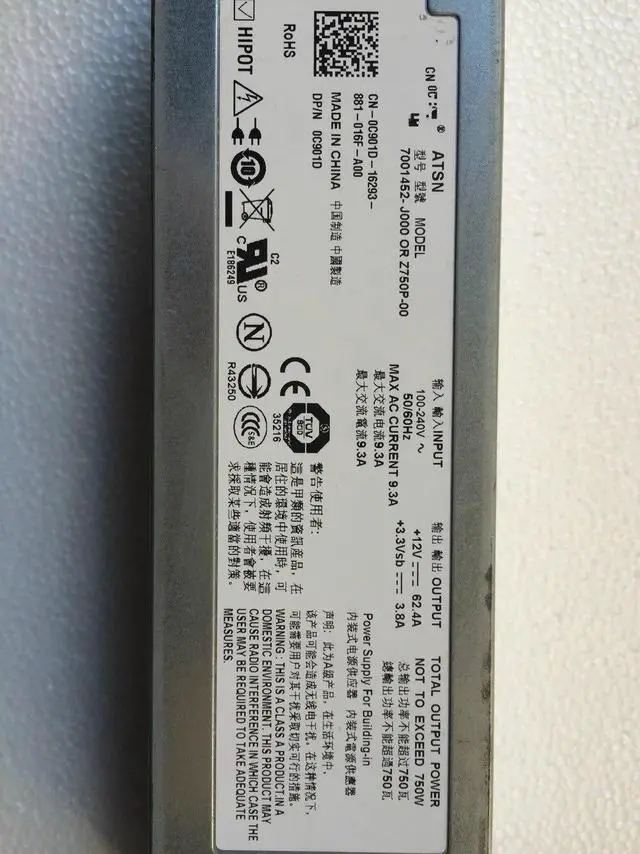 ATSN
型号 型號 MODEL
7001452-J000 OR Z750P-00
输入 輸入INPUT
100-240V ～
50/60Hz
MAX AC CURRENT 9.3A
最大交流电流9.3A
最大交流電流9.3A
输出 輸出 OUTPUT
+12V 62.4A
+3.3Vsb 3.8A
TOTAL OUTPUT POWER
NOT TO EXCEED 750W
总输出功率不能超过750瓦
總輸出功率不能超過750瓦
Power Supply For Building-in
内装式电源供应器 內裝式電源供應器
CN-0C901D-16293-
881-016F-A00
MADE IN CHINA 中国制造 中國製造
DP/N 0C901D
RoHS
HIPOT
10
C UL US
C2
E186249
N
R43250
CE
TUV
35216
CCC S&E
警告使用者：
這是甲類的資訊產品，在
居住的環境中使用時，可
能會造成射頻干擾，在這
種情況下，使用者會被要
求採取某些適當的對策。
声明：此为A级产品，在生活环境中，
该产品可能会造成无线电干扰。在这种情况下，
可能需要用户对其干扰采取切实可行的措施。
WARNING: THIS IS A CLASS A PRODUCT.IN A
DOMESTIC ENVIRONMENT. THIS PRODUCT MAY
CAUSE RADIO INTERFERENCE IN WHICH CASE THE
USER MAY BE REQUIRED TO TAKE ADEQUATE
MEASURES.